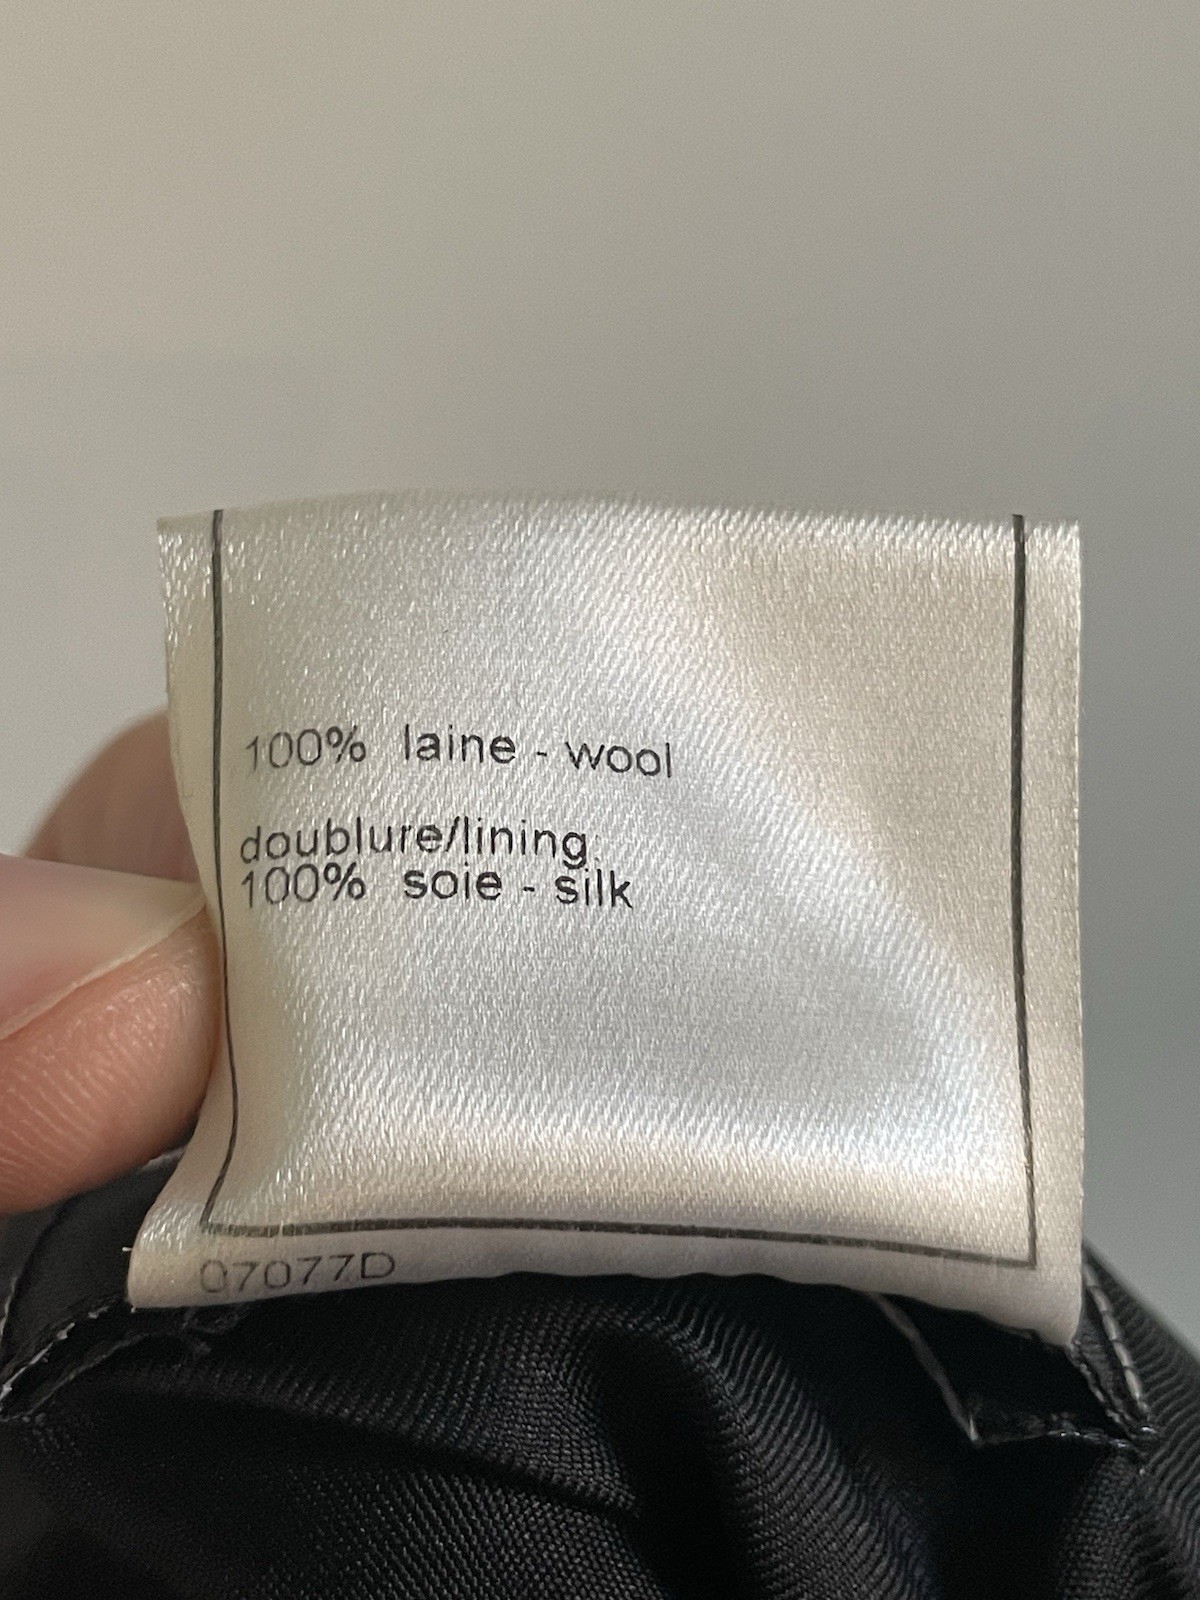 100% laine - wool
doublure/lining
100% soie - silk
07077D